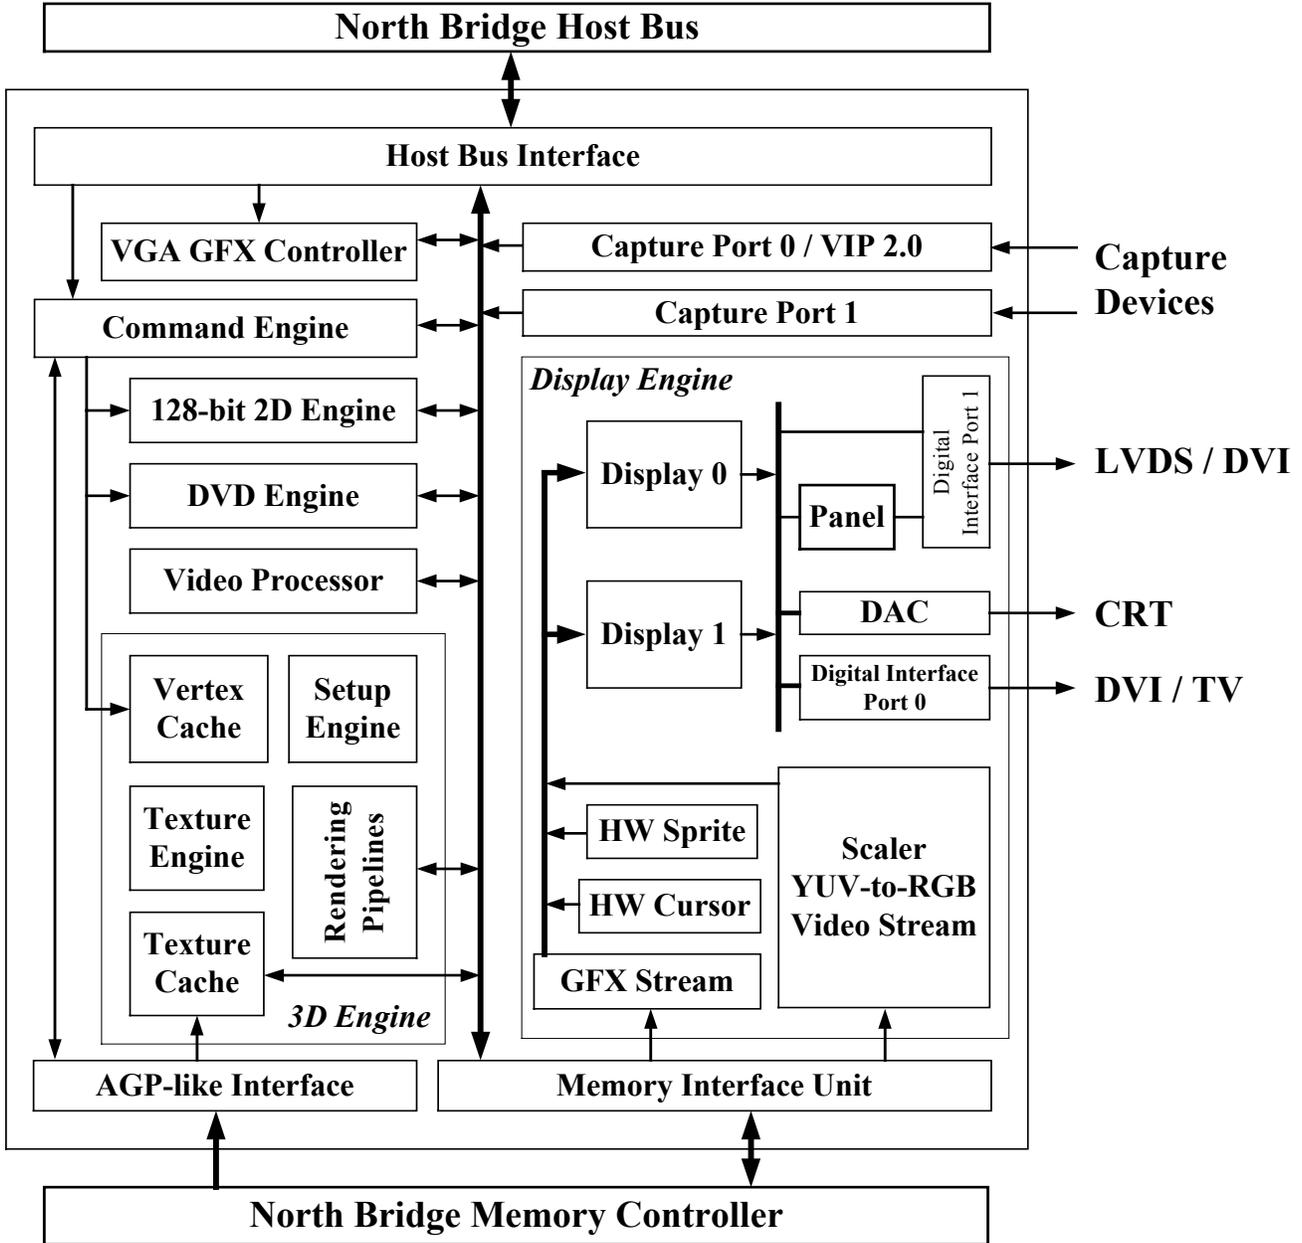 North Bridge Host Bus
Host Bus Interface
VGA GFX Controller
Capture Port 0 / VIP 2.0
Capture
Devices
Command Engine
Capture Port 1
Display Engine
128-bit 2D Engine
DVD Engine
Video Processor
Display 0
Digital
Interface Port 1
LVDS / DVI
Panel
Display 1
DAC
CRT
Digital Interface
Port 0
DVI / TV
Vertex
Cache
Setup
Engine
Texture
Engine
Rendering
Pipelines
Texture
Cache
3D Engine
HW Sprite
HW Cursor
GFX Stream
Scaler
YUV-to-RGB
Video Stream
AGP-like Interface
Memory Interface Unit
North Bridge Memory Controller